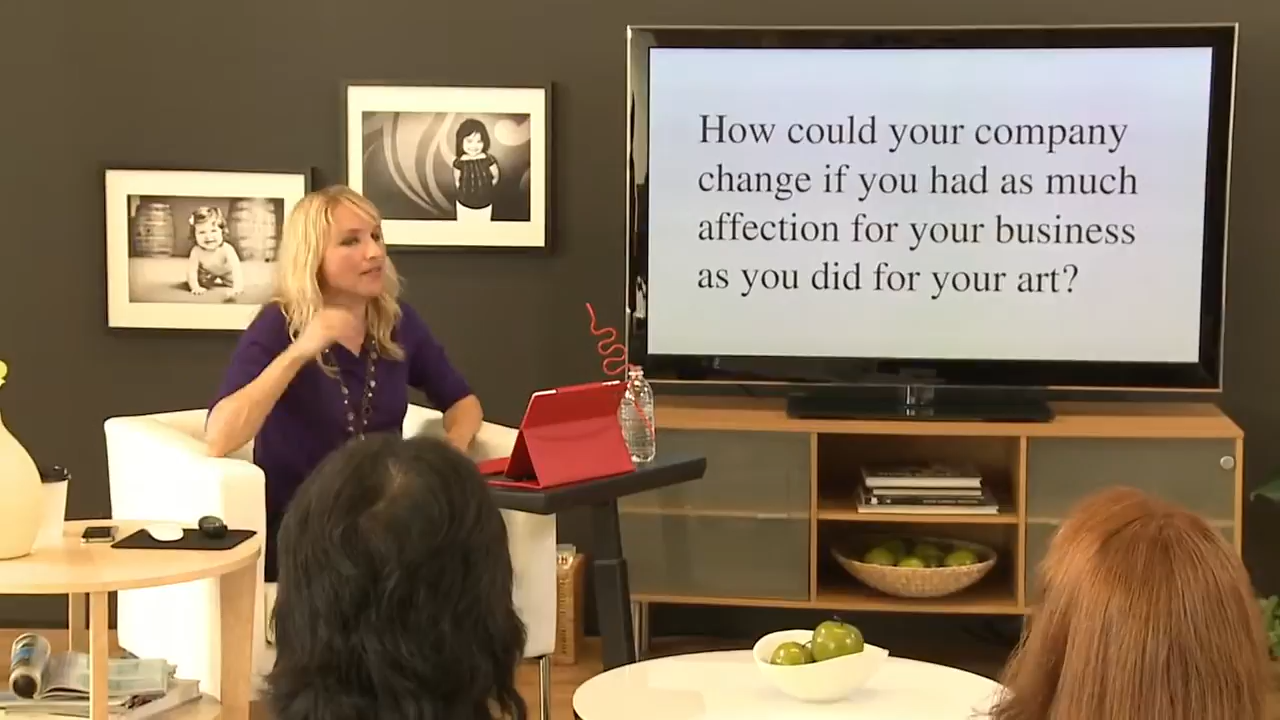 How could your company
change if you had as much
affection for your business
as you did for your art?